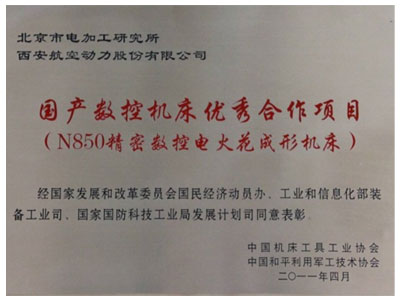 北京市电加工研究所
西安航空动力股份有限公司
国产数控机床优秀合作项目
（N850精密数控电火花成形机床）
经国家发展和改革委员会国民经济动员办、工业和信息化部装
备工业司、国家国防科技工业局发展计划司同意表彰。
中国机床工具工业协会
中国和平利用军工技术协会
二〇一一年四月